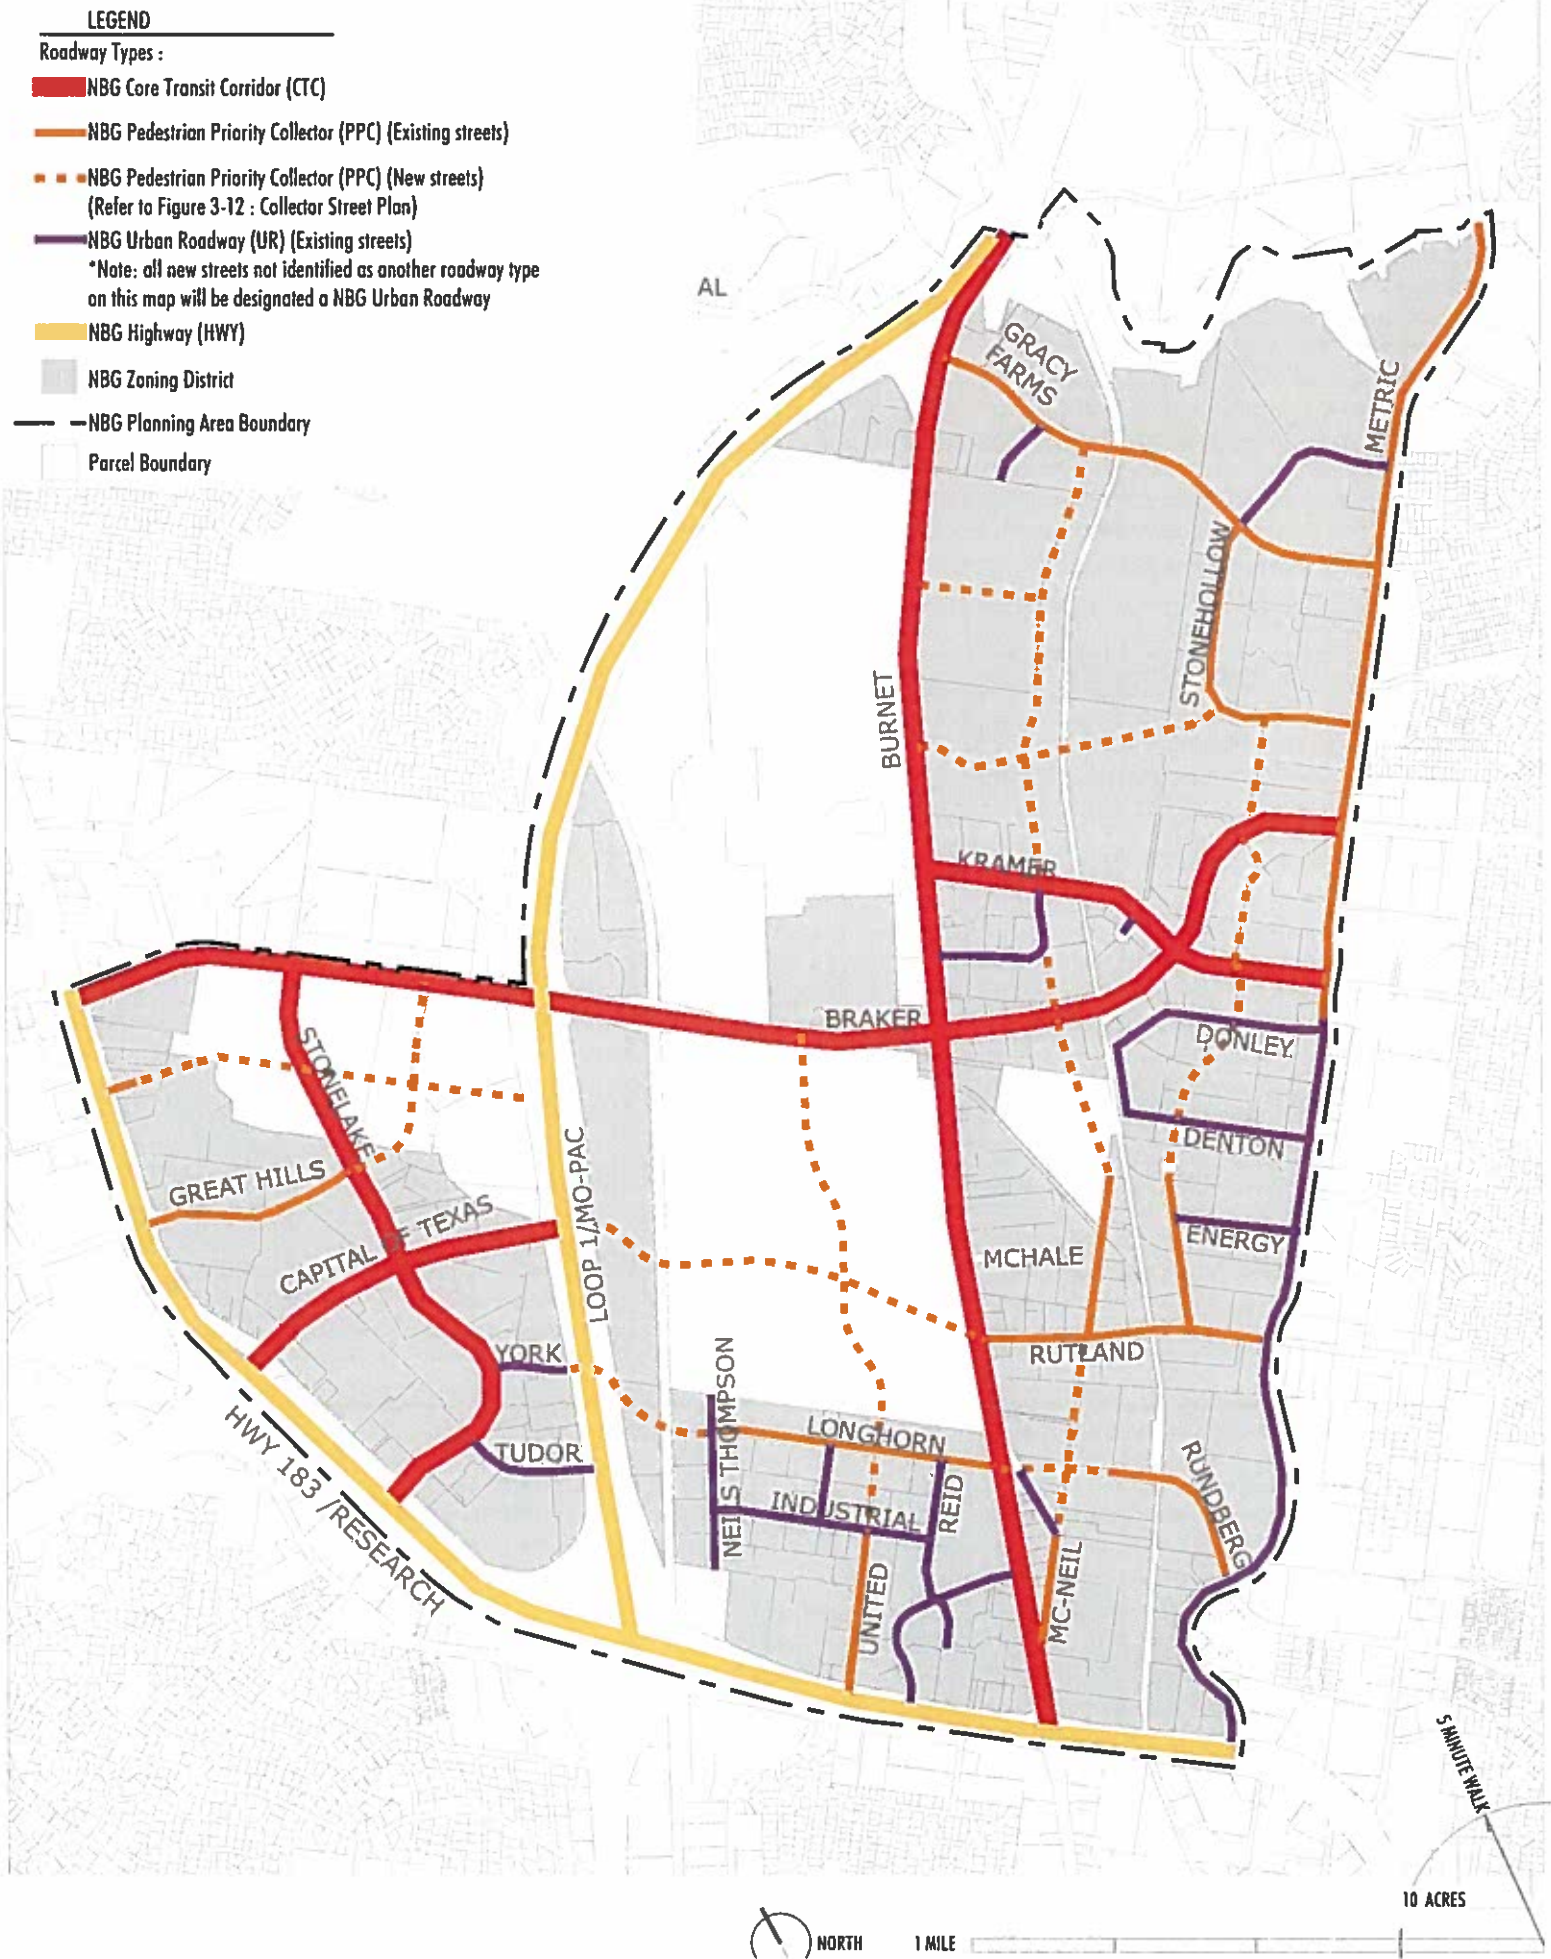 LEGEND
Roadway Types :
NBG Core Transit Corridor (CTC)
NBG Pedestrian Priority Collector (PPC) (Existing streets)
NBG Pedestrian Priority Collector (PPC) (New streets)
(Refer to Figure 3-12 : Collector Street Plan)
NBG Urban Roadway (UR) (Existing streets)
*Note: all new streets not identified as another roadway type
on this map will be designated a NBG Urban Roadway
NBG Highway (HWY)
NBG Zoning District
NBG Planning Area Boundary
Parcel Boundary
AL
GRACY
FARMS
METRIC
STONEHOLLOW
BURNET
KRAMER
BRAKER
DONLEY
STONELAKE
DENTON
GREAT HILLS
CAPITAL OF TEXAS
LOOP 1/MO-PAC
ENERGY
MCHALE
RUTLAND
YORK
NEILS THOMPSON
LONGHORN
TUDOR
HWY 183 /RESEARCH
INDUSTRIAL
REID
RUNDBERG
UNITED
MC-NEIL
5 MINUTE WALK
10 ACRES
NORTH
1 MILE